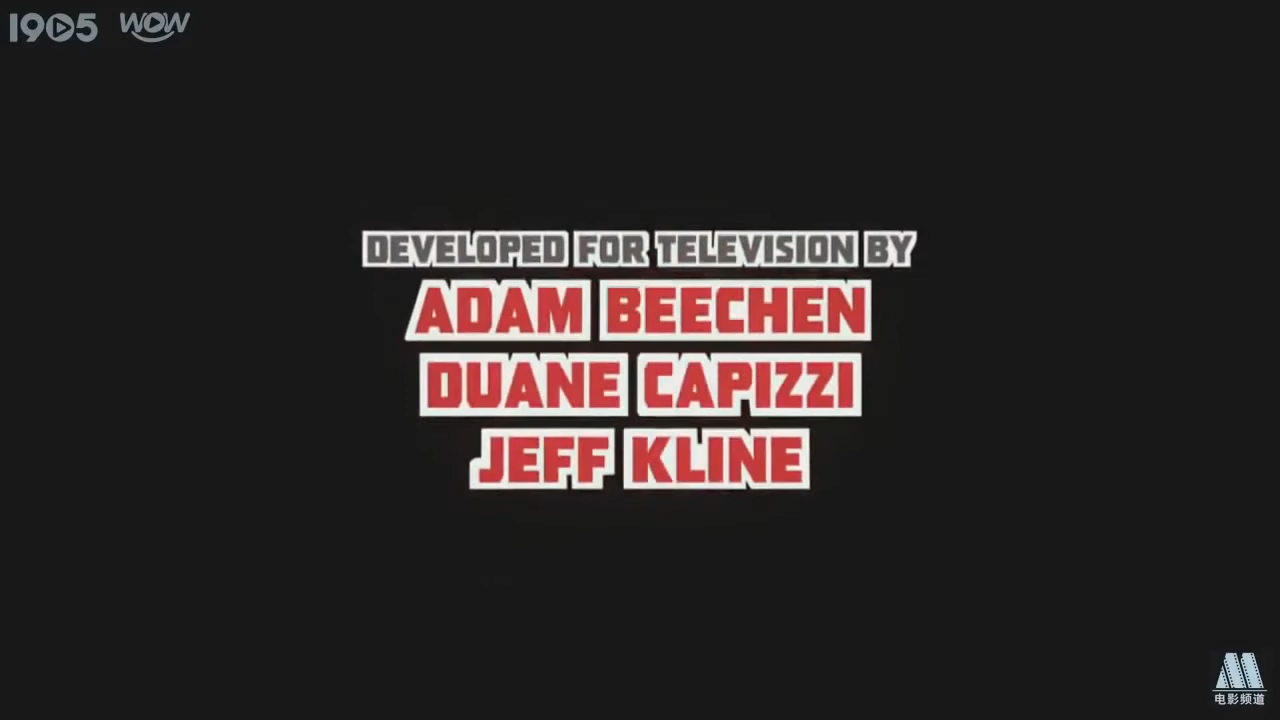 1905 WOW
DEVELOPED FOR TELEVISION BY
ADAM BEECHEN
DUANE CAPIZZI
JEFF KLINE
电影频道